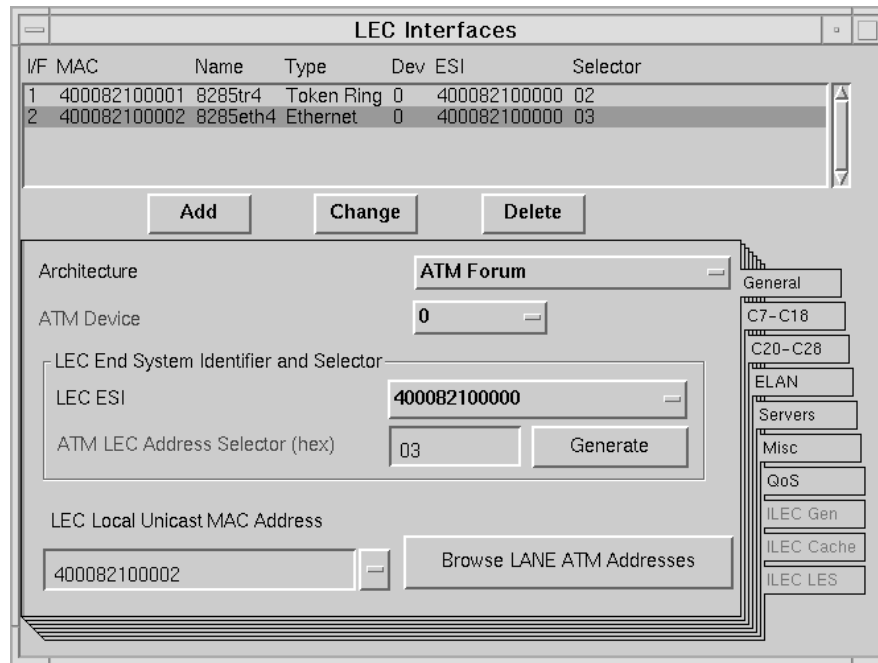 LEC Interfaces
I/F MAC Name Type Dev ESI Selector
1 400082100001 8285tr4 Token Ring 0 400082100000 02
2 400082100002 8285eth4 Ethernet 0 400082100000 03
Add Change Delete
Architecture ATM Forum
General
ATM Device 0
C7-C18
C20-C28
LEC End System Identifier and Selector
ELAN
LEC ESI 400082100000
Servers
ATM LEC Address Selector (hex) 03 Generate
Misc
QoS
LEC Local Unicast MAC Address
ILEC Gen
ILEC Cache
400082100002 Browse LANE ATM Addresses
ILEC LES